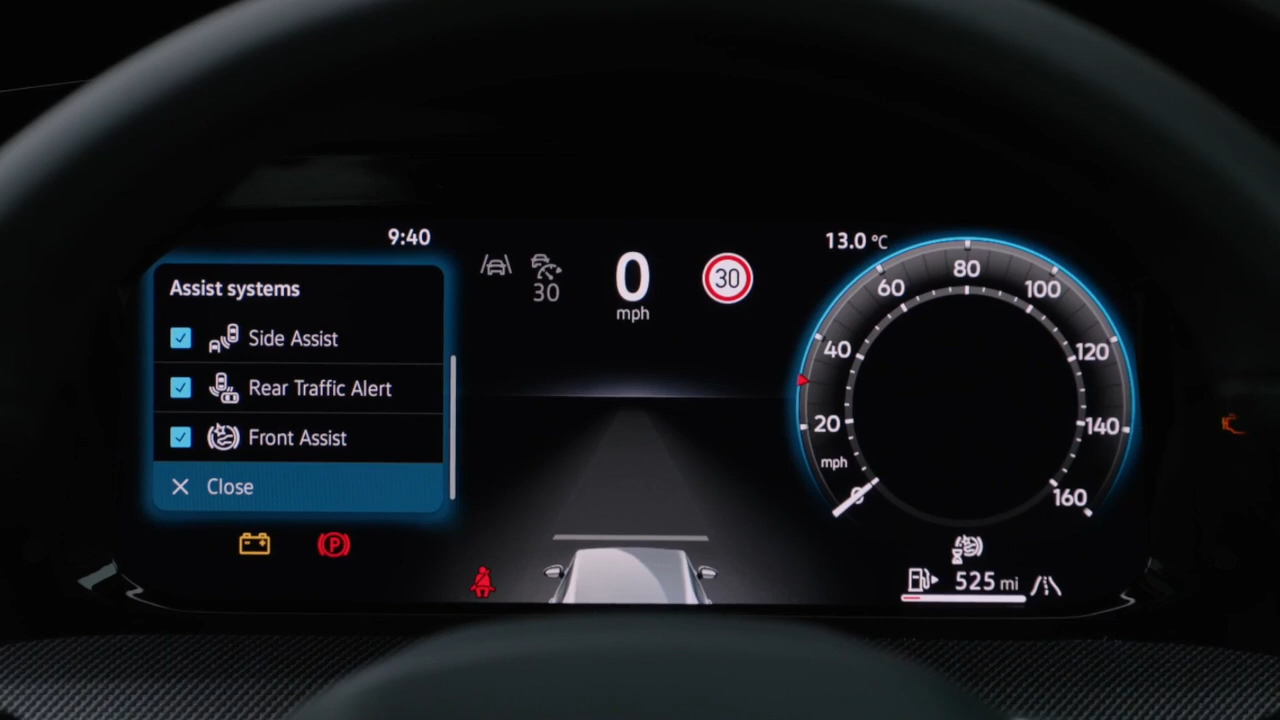 9:40
Assist systems
Side Assist
Rear Traffic Alert
Front Assist
Close
30
0
mph
30
13.0 °C
0
20
40
60
80
100
120
140
160
mph
P
525 mi